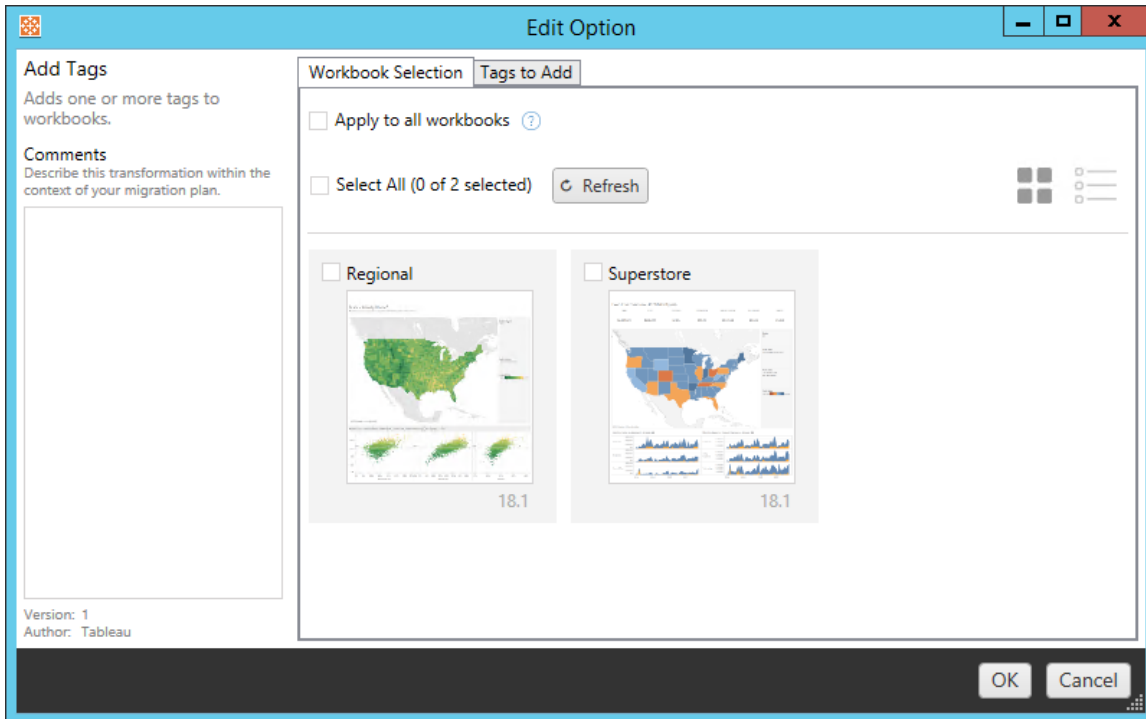 Edit Option
Add Tags
Adds one or more tags to
workbooks.
Comments
Describe this transformation within the
context of your migration plan.
Version: 1
Author: Tableau
Workbook Selection
Tags to Add
Apply to all workbooks ?
Select All (0 of 2 selected)
Refresh
Regional
18.1
Superstore
18.1
OK
Cancel